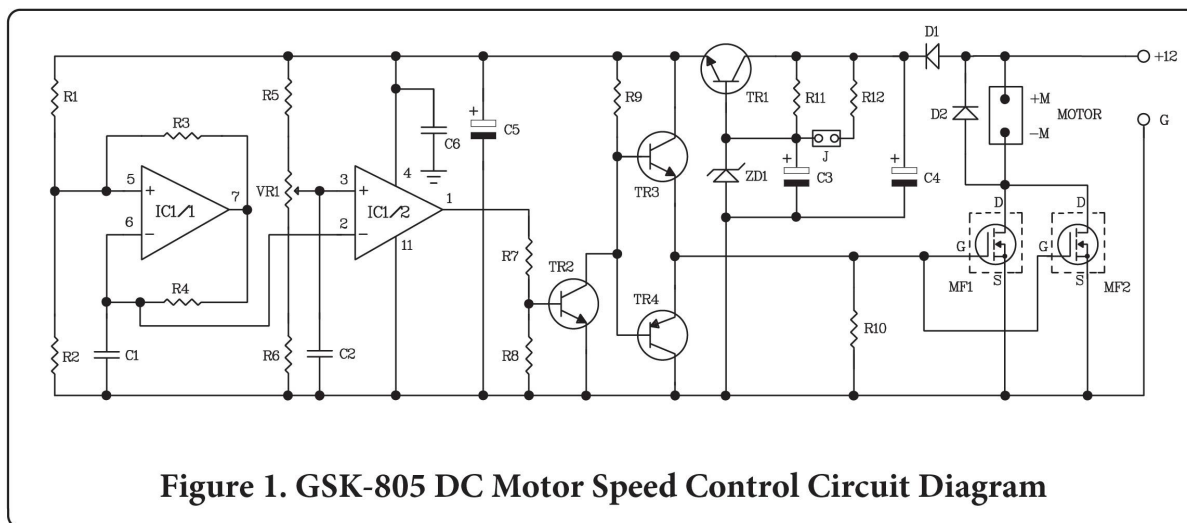 D1
+12
R1
R5
R9
TR1
R11
R12
D2
+M
MOTOR
-M
R3
C6
+
C5
G
J
4
5
+
7
VR1
3
+
TR3
ZD1
+
C3
+
C4
IC1/1
IC1/2
1
6
−
2
−
11
D
D
R7
G
G
R4
TR2
TR4
S
S
MF1
MF2
R2
C1
R6
C2
R8
R10
Figure 1. GSK-805 DC Motor Speed Control Circuit Diagram